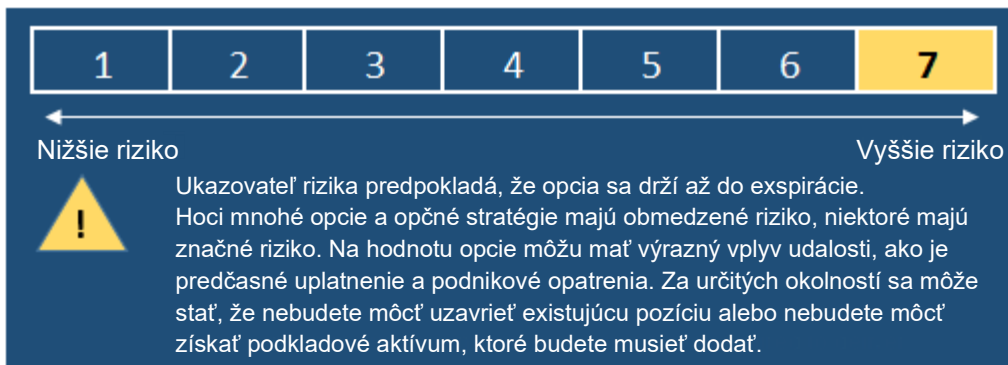 1 2 3 4 5 6 7
Nižšie riziko Vyššie riziko
!
Ukazovateľ rizika predpokladá, že opcia sa drží až do exspirácie.
Hoci mnohé opcie a opčné stratégie majú obmedzené riziko, niektoré majú
značné riziko. Na hodnotu opcie môžu mať výrazný vplyv udalosti, ako je
predčasné uplatnenie a podnikové opatrenia. Za určitých okolností sa môže
stať, že nebudete môcť uzavrieť existujúcu pozíciu alebo nebudete môcť
získať podkladové aktívum, ktoré budete musieť dodať.